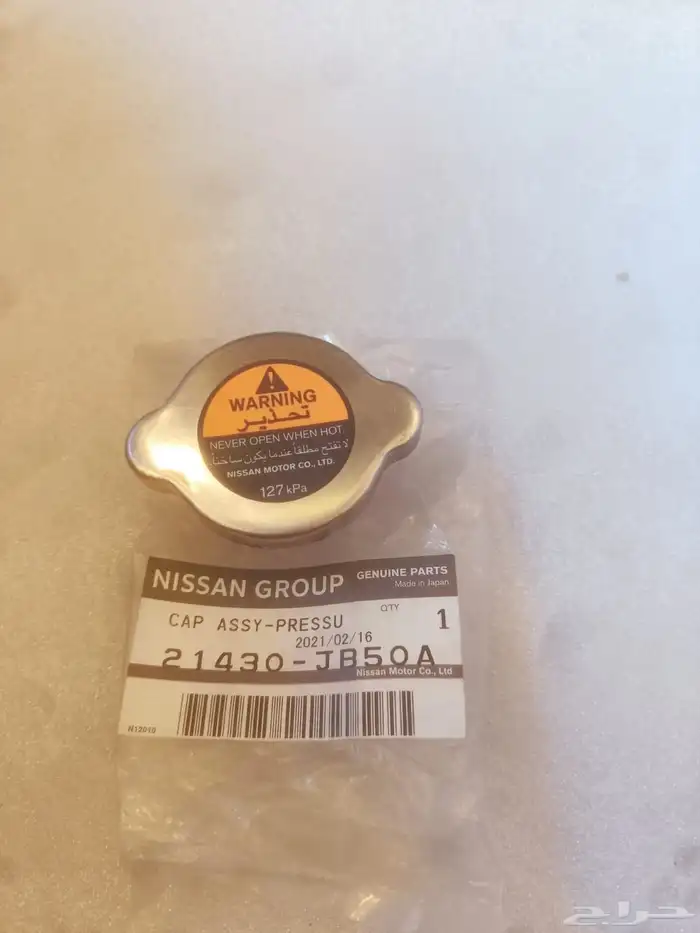 WARNING
تحذير
NEVER OPEN WHEN HOT
لا تفتح مطلقاً عندما يكون ساخناً
NISSAN MOTOR CO., LTD.
127 kPa
NISSAN GROUP
GENUINE PARTS
Made in Japan
CAP ASSY-PRESSU
QTY
1
2021/02/16
21430-JB50A
Nissan Motor Co., Ltd
N12010
حراج